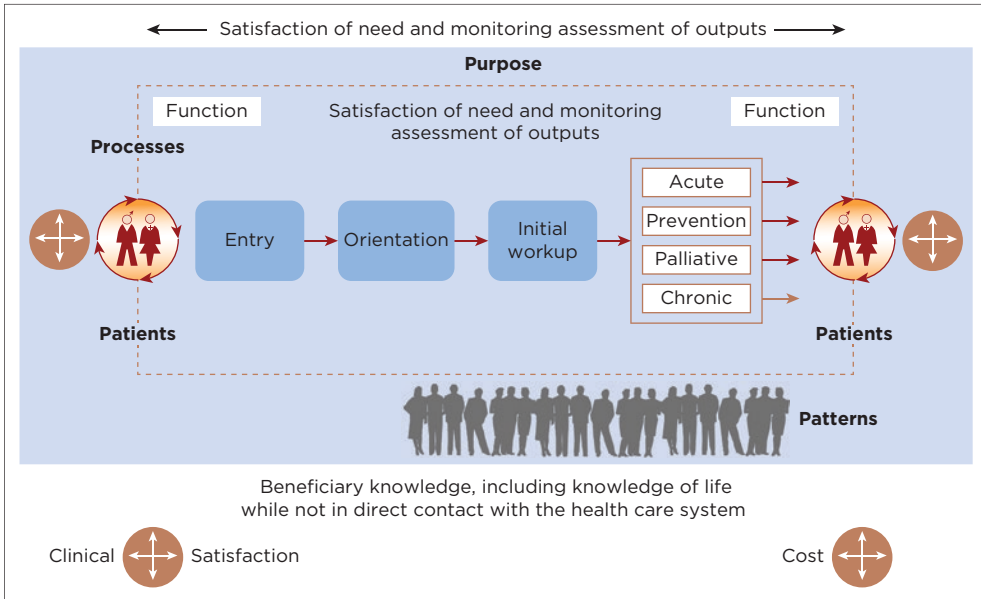 Satisfaction of need and monitoring assessment of outputs
Purpose
Function
Satisfaction of need and monitoring
assessment of outputs
Function
Processes
Entry
Orientation
Initial
workup
Acute
Prevention
Palliative
Chronic
Patients
Patients
Patterns
Beneficiary knowledge, including knowledge of life
while not in direct contact with the health care system
Clinical
Satisfaction
Cost